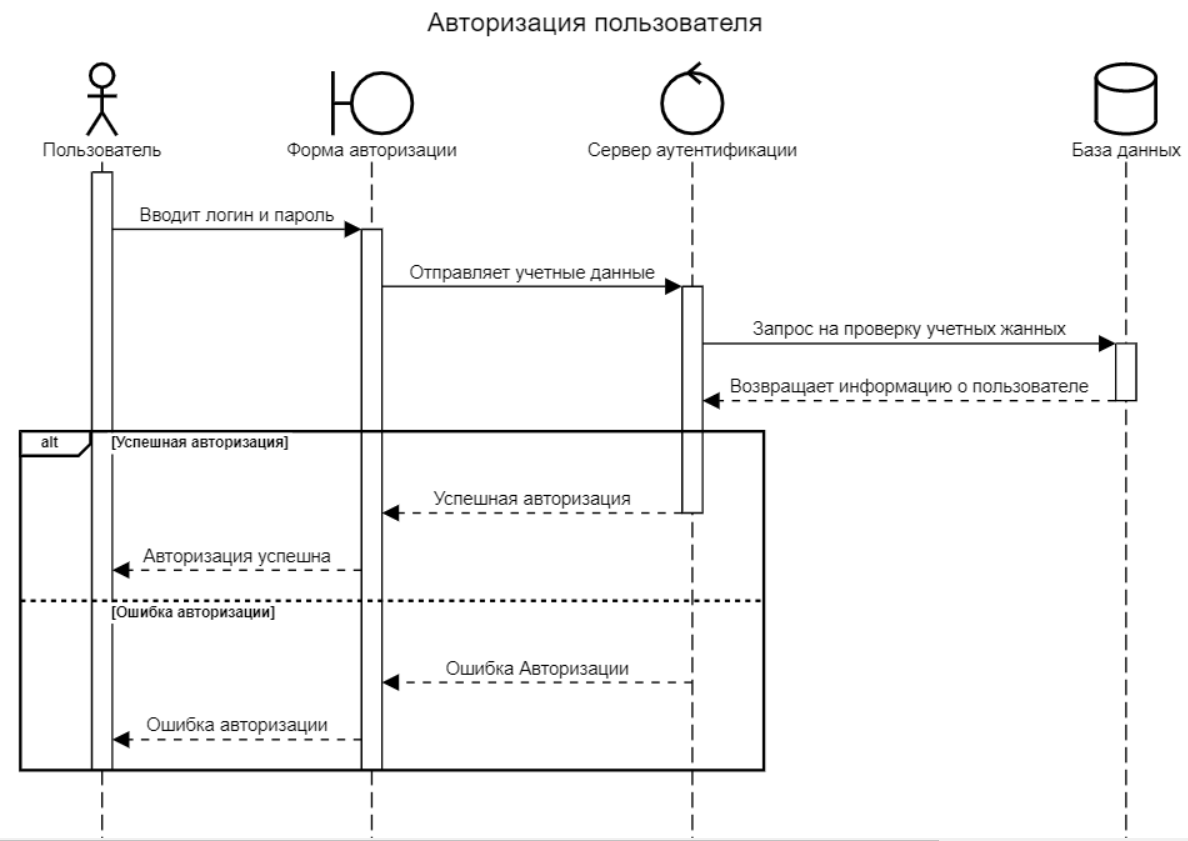 Авторизация пользователя
Пользователь
Форма авторизации
Сервер аутентификации
База данных
Вводит логин и пароль
Отправляет учетные данные
Запрос на проверку учетных жанных
Возвращает информацию о пользователе
alt
[Успешная авторизация]
Успешная авторизация
Авторизация успешна
[Ошибка авторизации]
Ошибка Авторизации
Ошибка авторизации